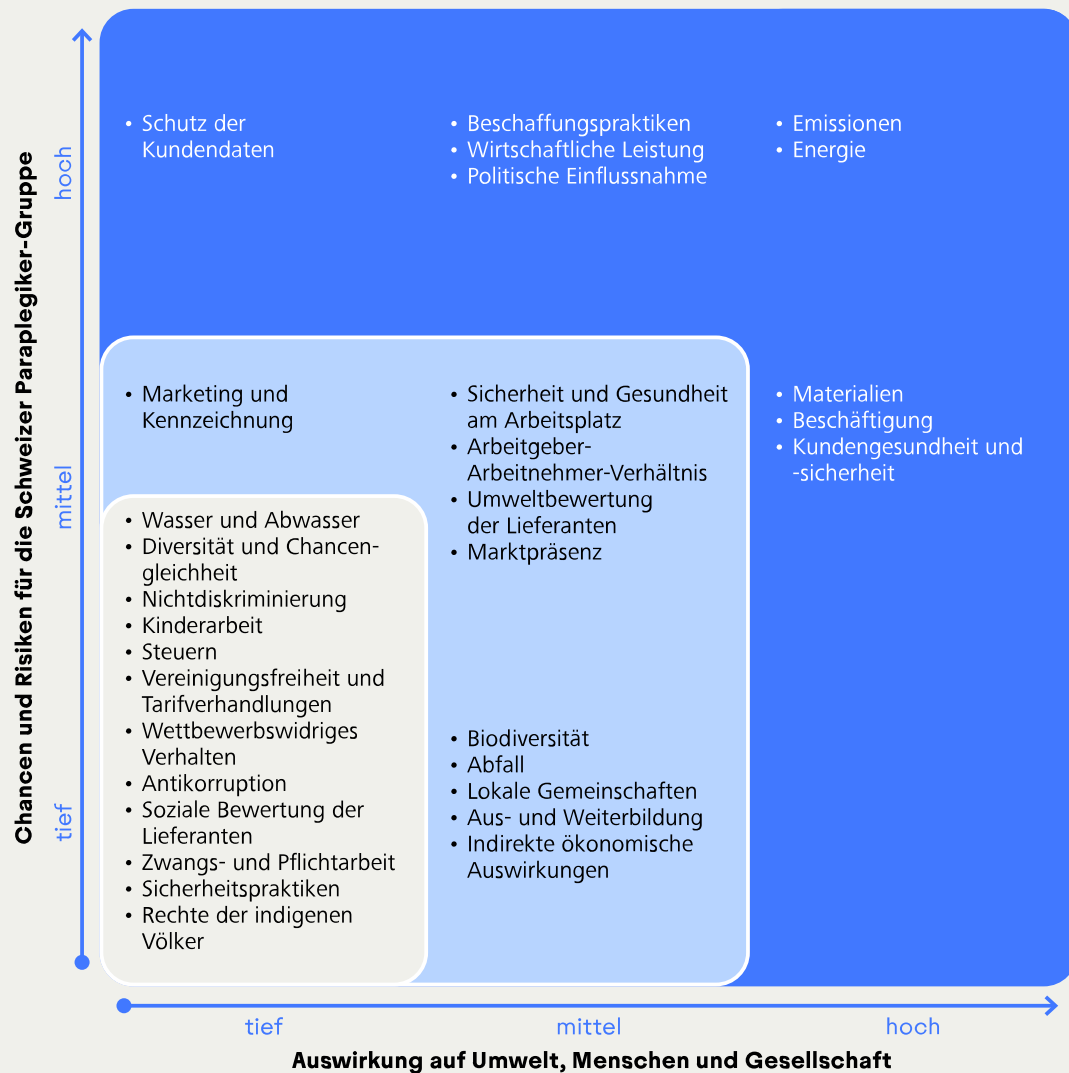 Chancen und Risiken für die Schweizer Paraplegiker-Gruppe
hoch
mittel
tief
• Schutz der
Kundendaten
• Beschaffungspraktiken
• Wirtschaftliche Leistung
• Politische Einflussnahme
• Emissionen
• Energie
• Marketing und
Kennzeichnung
• Sicherheit und Gesundheit
am Arbeitsplatz
• Arbeitgeber-
Arbeitnehmer-Verhältnis
• Umweltbewertung
der Lieferanten
• Marktpräsenz
• Materialien
• Beschäftigung
• Kundengesundheit und
-sicherheit
• Wasser und Abwasser
• Diversität und Chancen-
gleichheit
• Nichtdiskriminierung
• Kinderarbeit
• Steuern
• Vereinigungsfreiheit und
Tarifverhandlungen
• Wettbewerbswidriges
Verhalten
• Antikorruption
• Soziale Bewertung der
Lieferanten
• Zwangs- und Pflichtarbeit
• Sicherheitspraktiken
• Rechte der indigenen
Völker
• Biodiversität
• Abfall
• Lokale Gemeinschaften
• Aus- und Weiterbildung
• Indirekte ökonomische
Auswirkungen
tief
mittel
hoch
Auswirkung auf Umwelt, Menschen und Gesellschaft